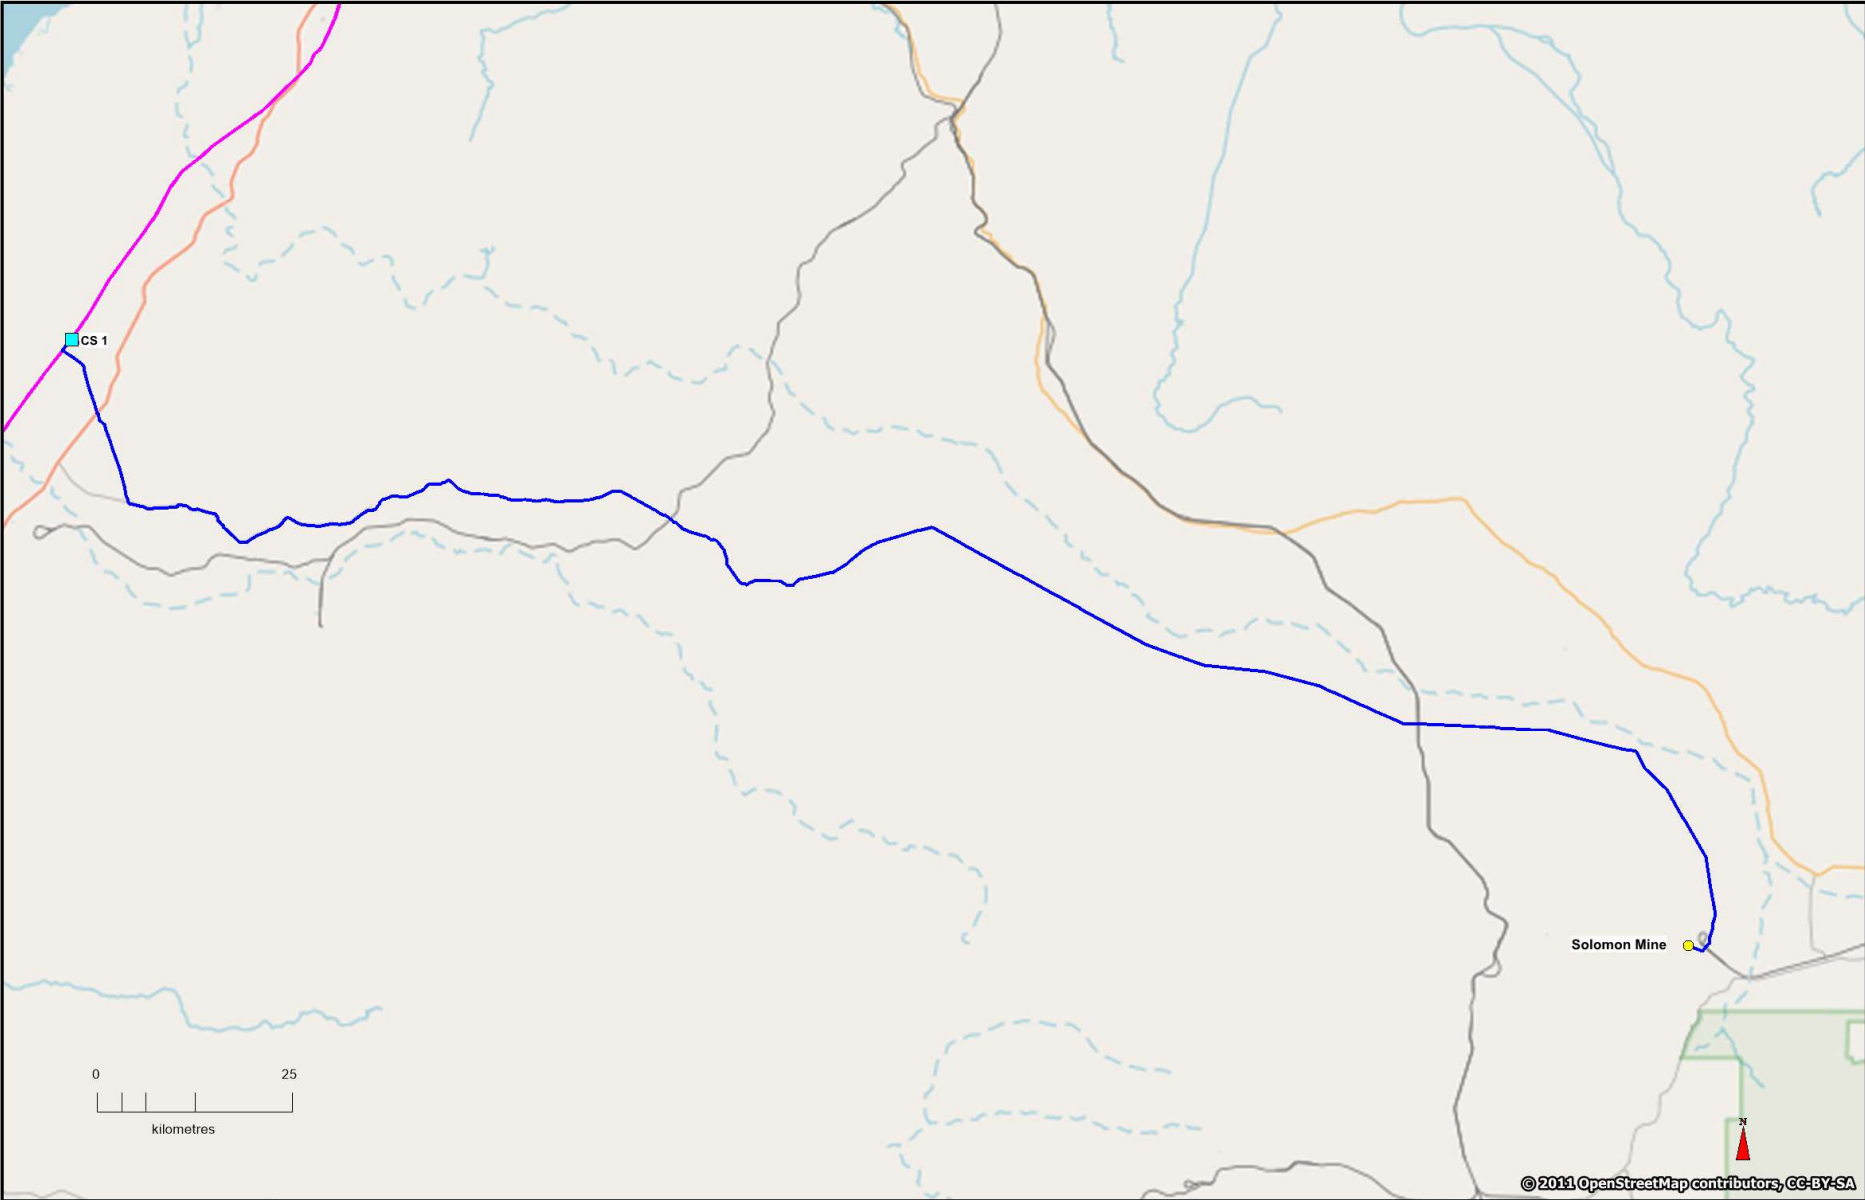 CS 1
Solomon Mine
0 25
kilometres
N
© 2011 OpenStreetMap contributors, CC-BY-SA